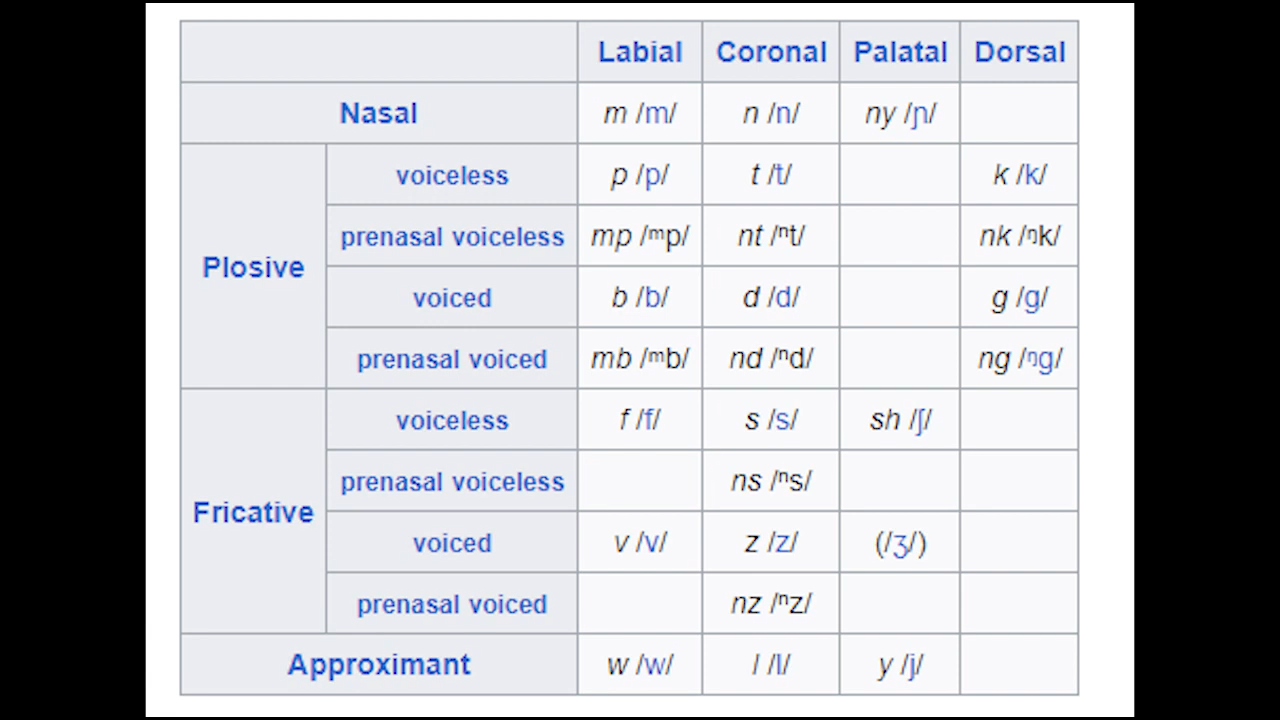 Labial Coronal Palatal Dorsal
Nasal m /m/ n /n/ ny /ɲ/
Plosive voiceless p /p/ t /t/ k /k/
prenasal voiceless mp /ᵐp/ nt /ⁿt/ nk /ᵑk/
voiced b /b/ d /d/ g /ɡ/
prenasal voiced mb /ᵐb/ nd /ⁿd/ ng /ᵑɡ/
Fricative voiceless f /f/ s /s/ sh /ʃ/
prenasal voiceless ns /ⁿs/
voiced v /v/ z /z/ (/ʒ/)
prenasal voiced nz /ⁿz/
Approximant w /w/ l /l/ y /j/